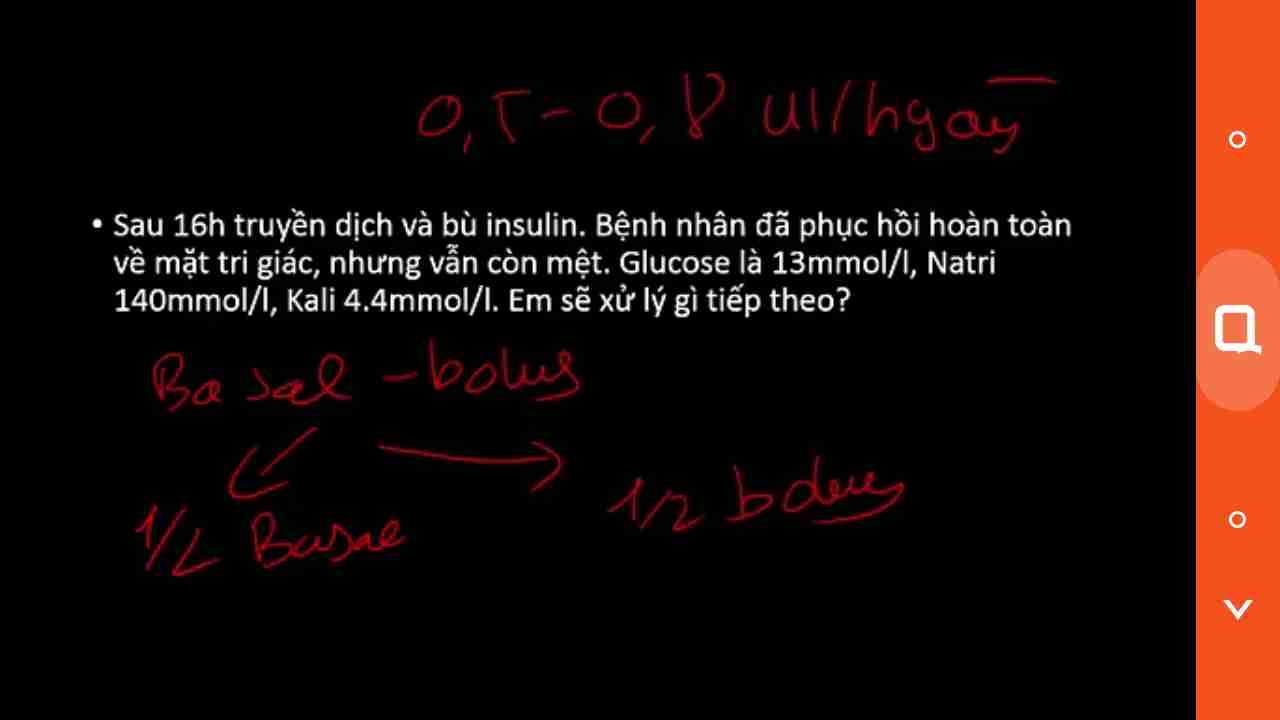 0,5 - 0,8 UI/ngày
• Sau 16h truyền dịch và bù insulin. Bệnh nhân đã phục hồi hoàn toàn
về mặt tri giác, nhưng vẫn còn mệt. Glucose là 13mmol/l, Natri
140mmol/l, Kali 4.4mmol/l. Em sẽ xử lý gì tiếp theo?
Basal - bolus
1/2 Basal
1/2 bolus